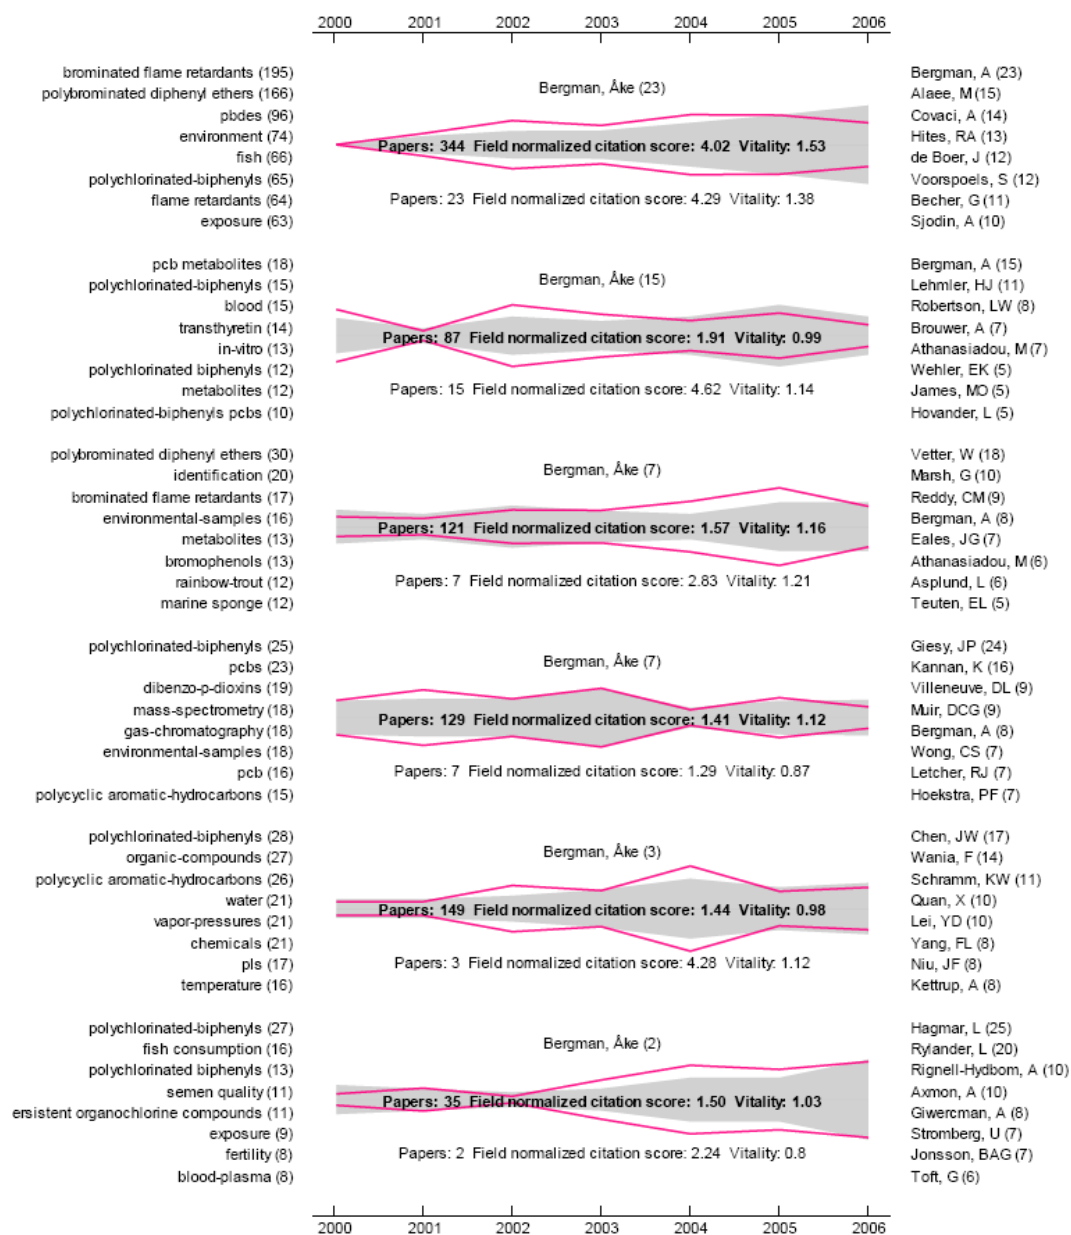 2000 2001 2002 2003 2004 2005 2006
brominated flame retardants (195)
polybrominated diphenyl ethers (166)
pbdes (96)
environment (74)
fish (66)
polychlorinated-biphenyls (65)
flame retardants (64)
exposure (63)
Bergman, Åke (23)
Papers: 344 Field normalized citation score: 4.02 Vitality: 1.53
Papers: 23 Field normalized citation score: 4.29 Vitality: 1.38
Bergman, A (23)
Alaee, M (15)
Covaci, A (14)
Hites, RA (13)
de Boer, J (12)
Voorspoels, S (12)
Becher, G (11)
Sjodin, A (10)
pcb metabolites (18)
polychlorinated-biphenyls (15)
blood (15)
transthyretin (14)
in-vitro (13)
polychlorinated biphenyls (12)
metabolites (12)
polychlorinated-biphenyls pcbs (10)
Bergman, Åke (15)
Papers: 87 Field normalized citation score: 1.91 Vitality: 0.99
Papers: 15 Field normalized citation score: 4.62 Vitality: 1.14
Bergman, A (15)
Lehmler, HJ (11)
Robertson, LW (8)
Brouwer, A (7)
Athanasiadou, M (7)
Wehler, EK (5)
James, MO (5)
Hovander, L (5)
polybrominated diphenyl ethers (30)
identification (20)
brominated flame retardants (17)
environmental-samples (16)
metabolites (13)
bromophenols (13)
rainbow-trout (12)
marine sponge (12)
Bergman, Åke (7)
Papers: 121 Field normalized citation score: 1.57 Vitality: 1.16
Papers: 7 Field normalized citation score: 2.83 Vitality: 1.21
Vetter, W (18)
Marsh, G (10)
Reddy, CM (9)
Bergman, A (8)
Eales, JG (7)
Athanasiadou, M (6)
Asplund, L (6)
Teuten, EL (5)
polychlorinated-biphenyls (25)
pcbs (23)
dibenzo-p-dioxins (19)
mass-spectrometry (18)
gas-chromatography (18)
environmental-samples (18)
pcb (16)
polycyclic aromatic-hydrocarbons (15)
Bergman, Åke (7)
Papers: 129 Field normalized citation score: 1.41 Vitality: 1.12
Papers: 7 Field normalized citation score: 1.29 Vitality: 0.87
Giesy, JP (24)
Kannan, K (16)
Villeneuve, DL (9)
Muir, DCG (9)
Bergman, A (8)
Wong, CS (7)
Letcher, RJ (7)
Hoekstra, PF (7)
polychlorinated-biphenyls (28)
organic-compounds (27)
polycyclic aromatic-hydrocarbons (26)
water (21)
vapor-pressures (21)
chemicals (21)
pls (17)
temperature (16)
Bergman, Åke (3)
Papers: 149 Field normalized citation score: 1.44 Vitality: 0.98
Papers: 3 Field normalized citation score: 4.28 Vitality: 1.12
Chen, JW (17)
Wania, F (14)
Schramm, KW (11)
Quan, X (10)
Lei, YD (10)
Yang, FL (8)
Niu, JF (8)
Kettrup, A (8)
polychlorinated-biphenyls (27)
fish consumption (16)
polychlorinated biphenyls (13)
semen quality (11)
ersistent organochlorine compounds (11)
exposure (9)
fertility (8)
blood-plasma (8)
Bergman, Åke (2)
Papers: 35 Field normalized citation score: 1.50 Vitality: 1.03
Papers: 2 Field normalized citation score: 2.24 Vitality: 0.8
Hagmar, L (25)
Rylander, L (20)
Rignell-Hydbom, A (10)
Axmon, A (10)
Giwercman, A (8)
Stromberg, U (7)
Jonsson, BAG (7)
Toft, G (6)
2000 2001 2002 2003 2004 2005 2006